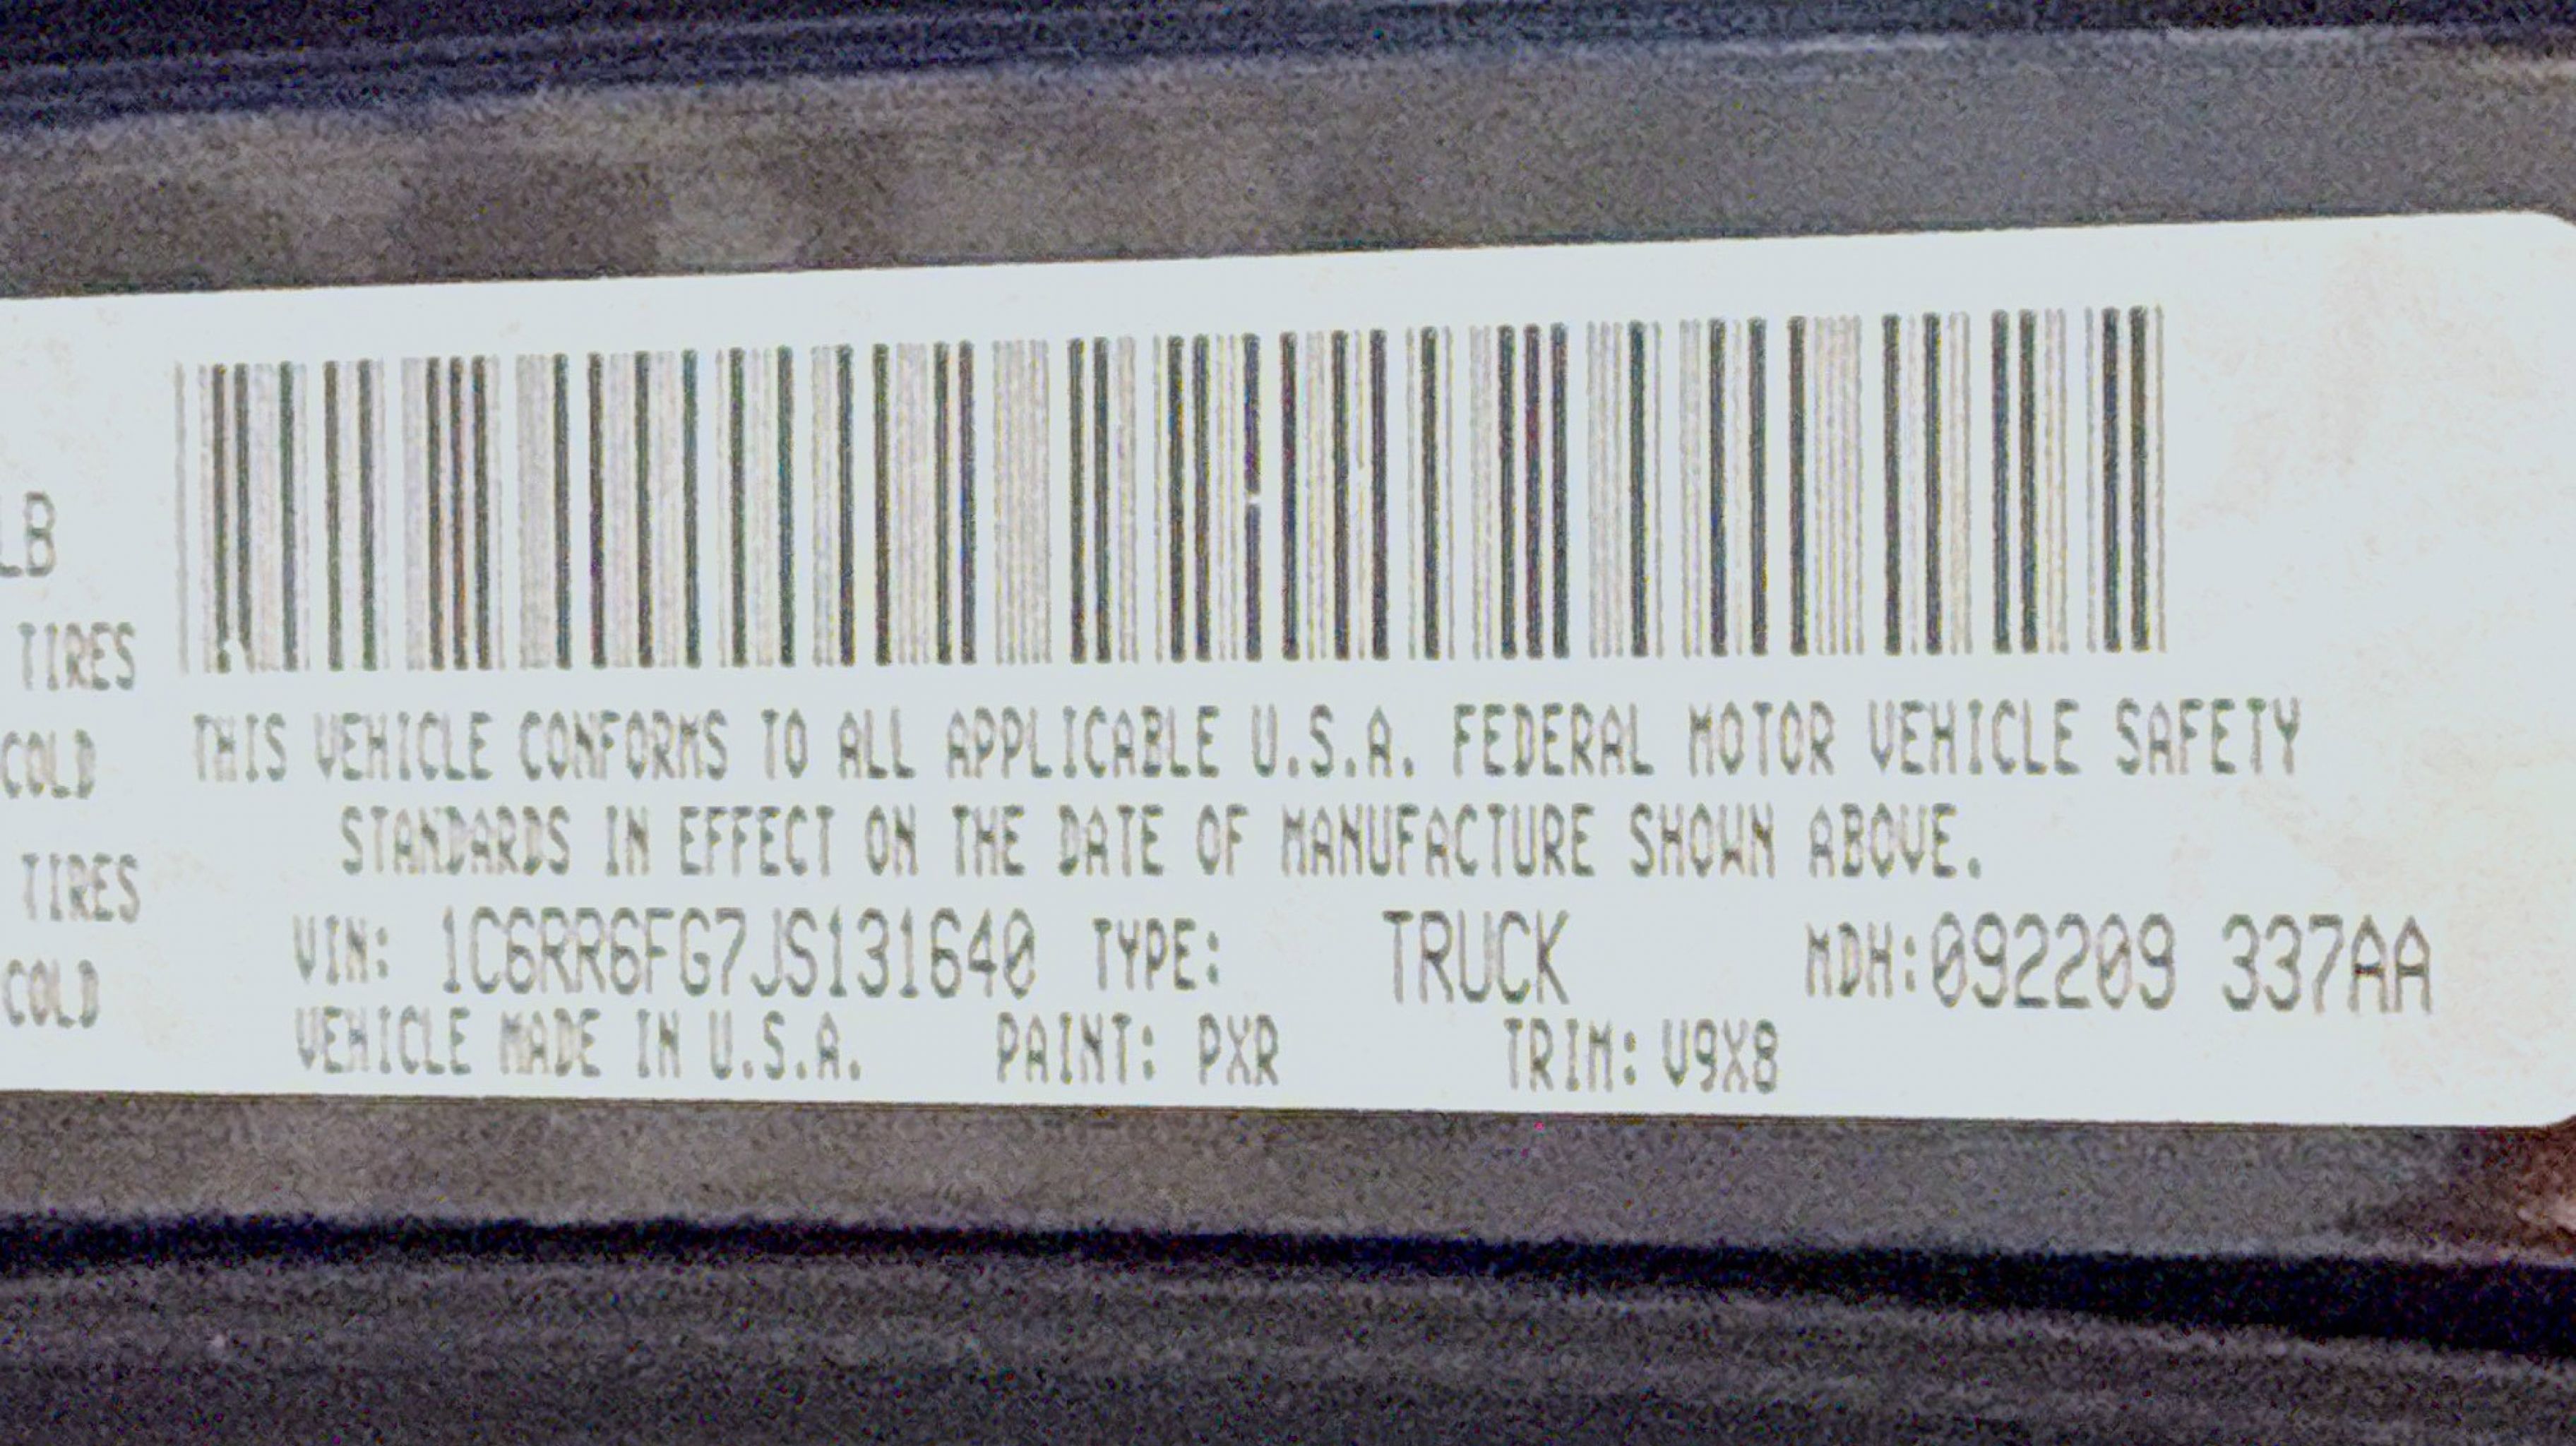 LB
TIRES
COLD
TIRES
COLD
THIS VEHICLE CONFORMS TO ALL APPLICABLE U.S.A. FEDERAL MOTOR VEHICLE SAFETY
STANDARDS IN EFFECT ON THE DATE OF MANUFACTURE SHOWN ABOVE.
VIN: 1C6RR6FG7JS131640 TYPE: TRUCK MDH:092209 337AA
VEHICLE MADE IN U.S.A. PAINT: PXR TRIM: V9X8